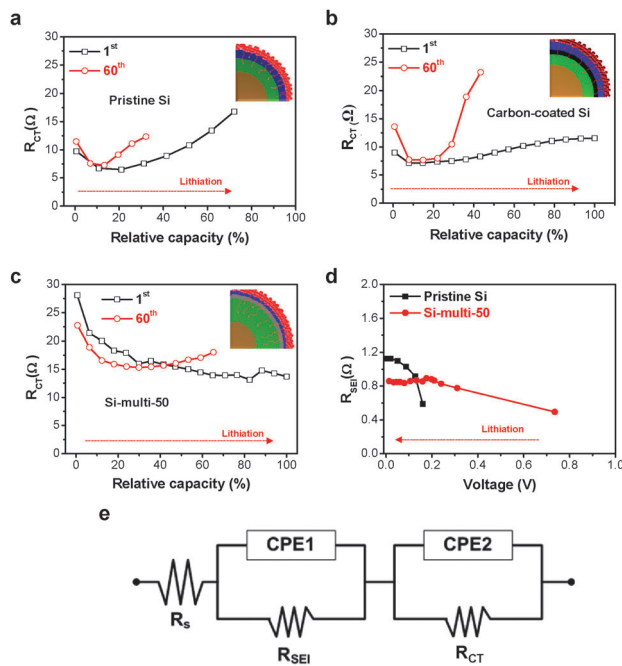 a
30
25
20
15
10
5
0
R_CT(Ω)
1st
60th
Pristine Si
Lithiation
0 20 40 60 80 100
Relative capacity (%)
b
30
25
20
15
10
5
0
R_CT(Ω)
1st
60th
Carbon-coated Si
Lithiation
0 20 40 60 80 100
Relative capacity (%)
c
30
25
20
15
10
5
0
R_CT(Ω)
1st
60th
Si-multi-50
Lithiation
0 20 40 60 80 100
Relative capacity (%)
d
1.8
1.5
1.2
0.9
0.6
0.3
0.0
R_SEI(Ω)
Pristine Si
Si-multi-50
Lithiation
0.0 0.2 0.4 0.6 0.8 1.0
Voltage (V)
e
CPE1 CPE2
R_s
R_SEI R_CT